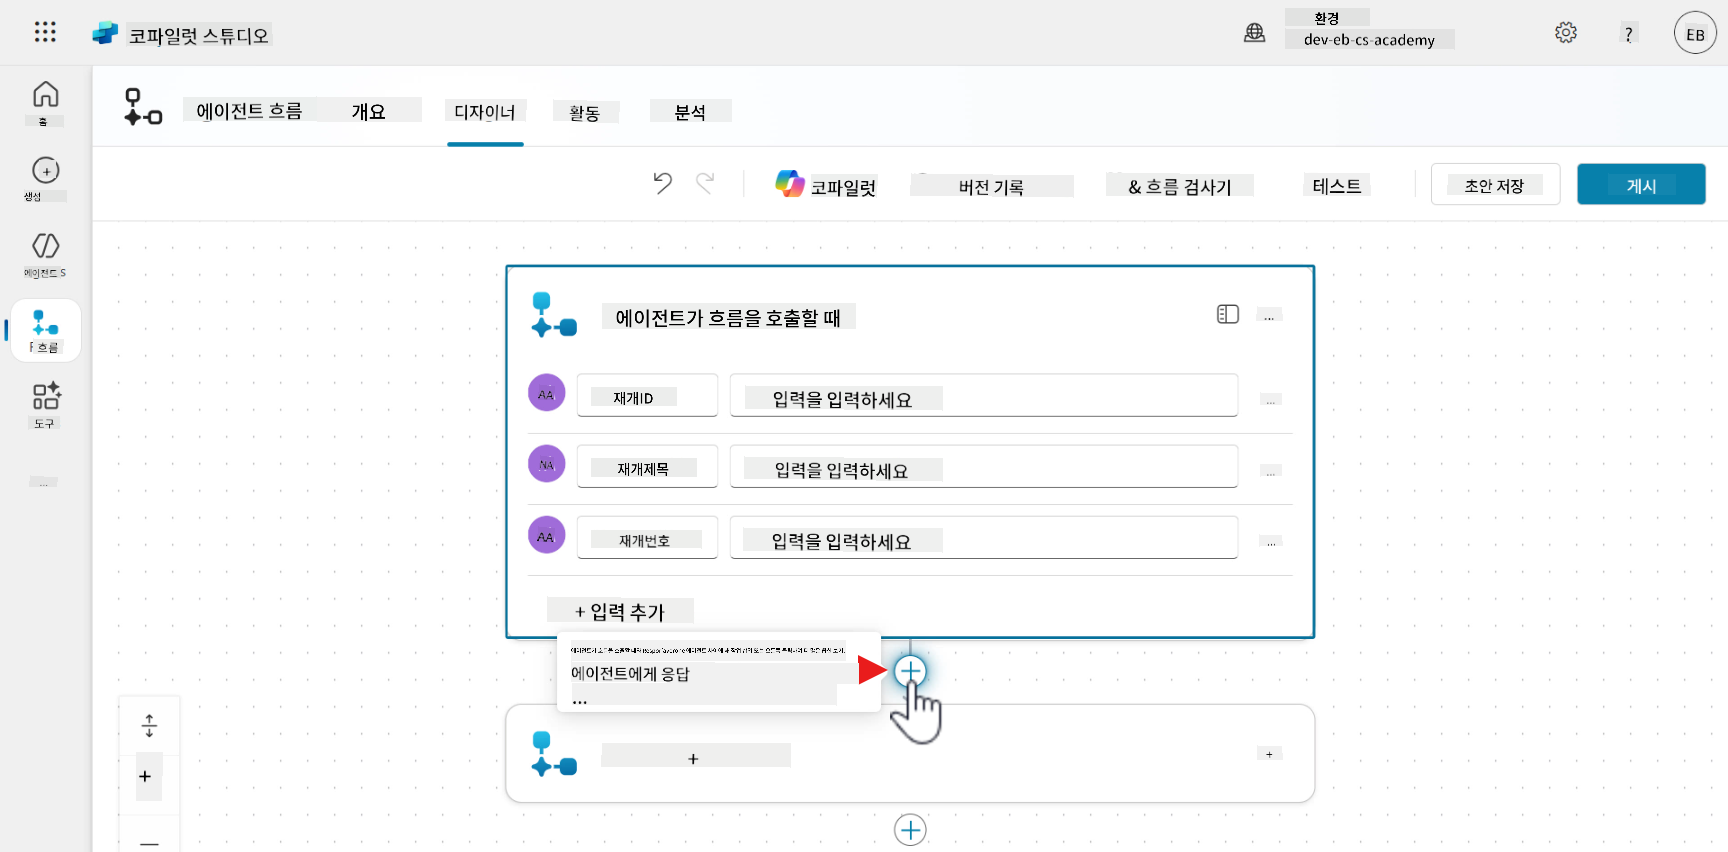 코파일럿 스튜디오
환경
dev-eb-cs-academy
?
EB
홈
생성
에이전트 S
흐름
도구
...
에이전트 흐름
개요
디자이너
활동
분석
코파일럿
버전 기록
& 흐름 검사기
테스트
초안 저장
게시
에이전트가 흐름을 호출할 때
...
AA
재개ID
입력을 입력하세요
...
AA
재개제목
입력을 입력하세요
...
AA
재개번호
입력을 입력하세요
...
+ 입력 추가
에이전트에게 응답
...
+
+